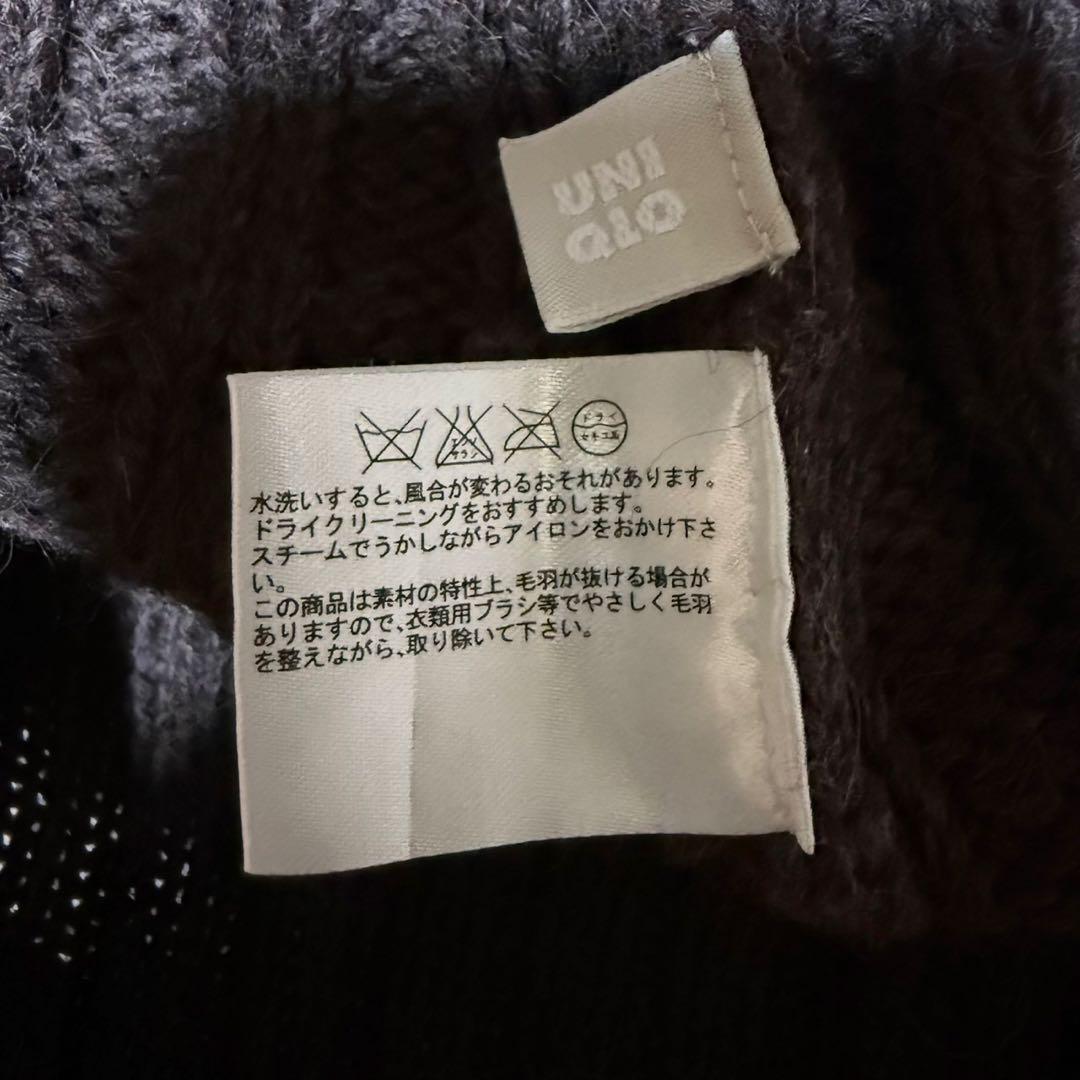 UNI
QLO
エンソ
サラシ
ドライ
セキユ系
水洗いすると、風合が変わるおそれがあります。
ドライクリーニングをおすすめします。
スチームでうかしながらアイロンをおかけ下さ
い。
この商品は素材の特性上、毛羽が抜ける場合が
ありますので、衣類用ブラシ等でやさしく毛羽
を整えながら、取り除いて下さい。